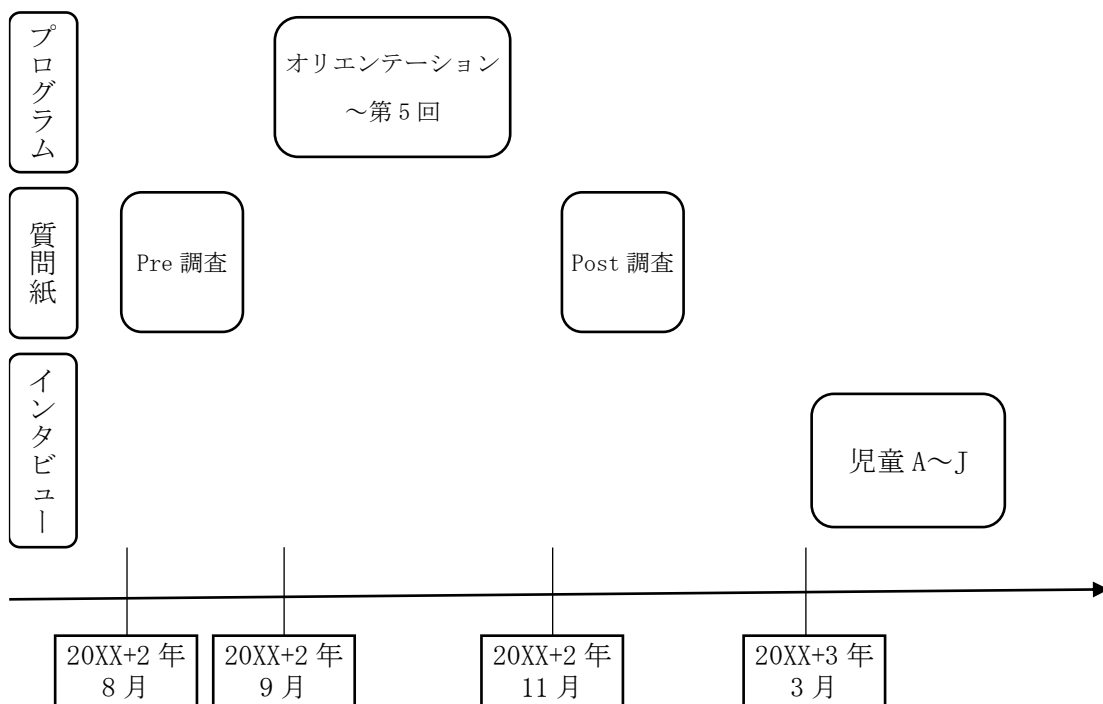 プログラム
オリエンテーション
～第5回
質問紙
Pre 調査
Post 調査
インタビュー
児童 A～J
20XX+2 年
8 月
20XX+2 年
9 月
20XX+2 年
11 月
20XX+3 年
3 月